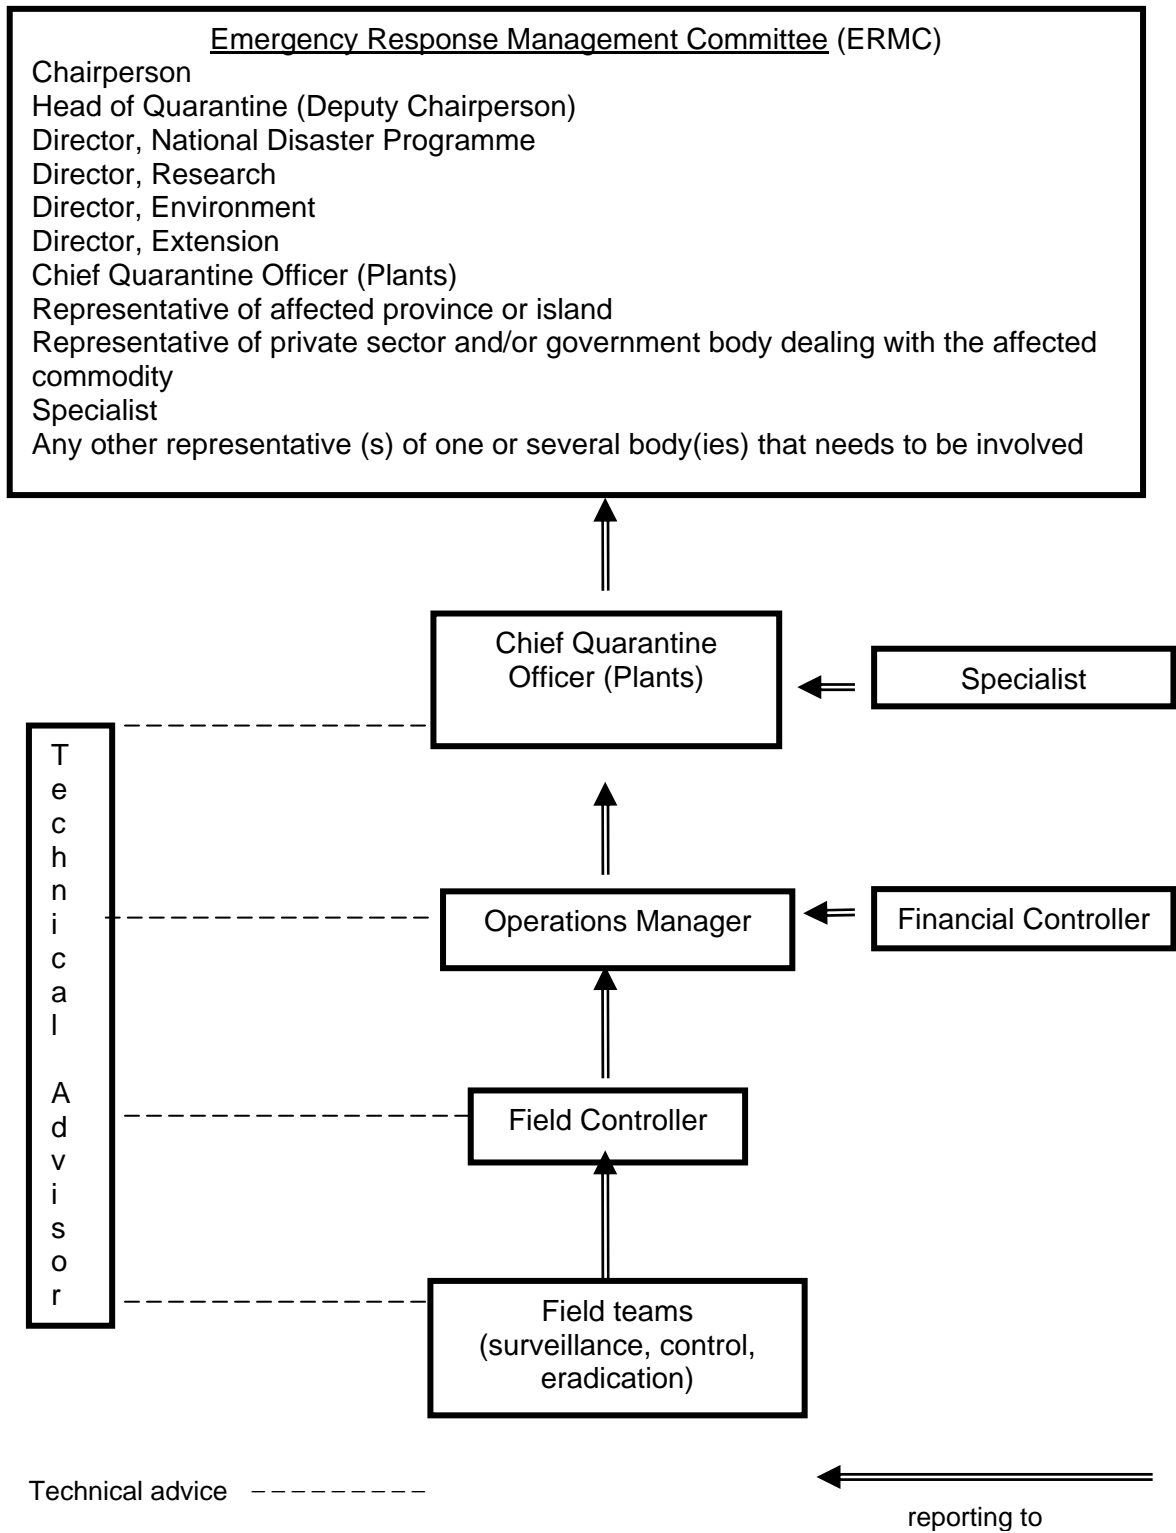 Emergency Response Management Committee (ERMC)
Chairperson
Head of Quarantine (Deputy Chairperson)
Director, National Disaster Programme
Director, Research
Director, Environment
Director, Extension
Chief Quarantine Officer (Plants)
Representative of affected province or island
Representative of private sector and/or government body dealing with the affected
commodity
Specialist
Any other representative (s) of one or several body(ies) that needs to be involved
Chief Quarantine
Officer (Plants)
Specialist
Technical Advisor
Operations Manager
Financial Controller
Field Controller
Field teams
(surveillance, control,
eradication)
Technical advice
reporting to